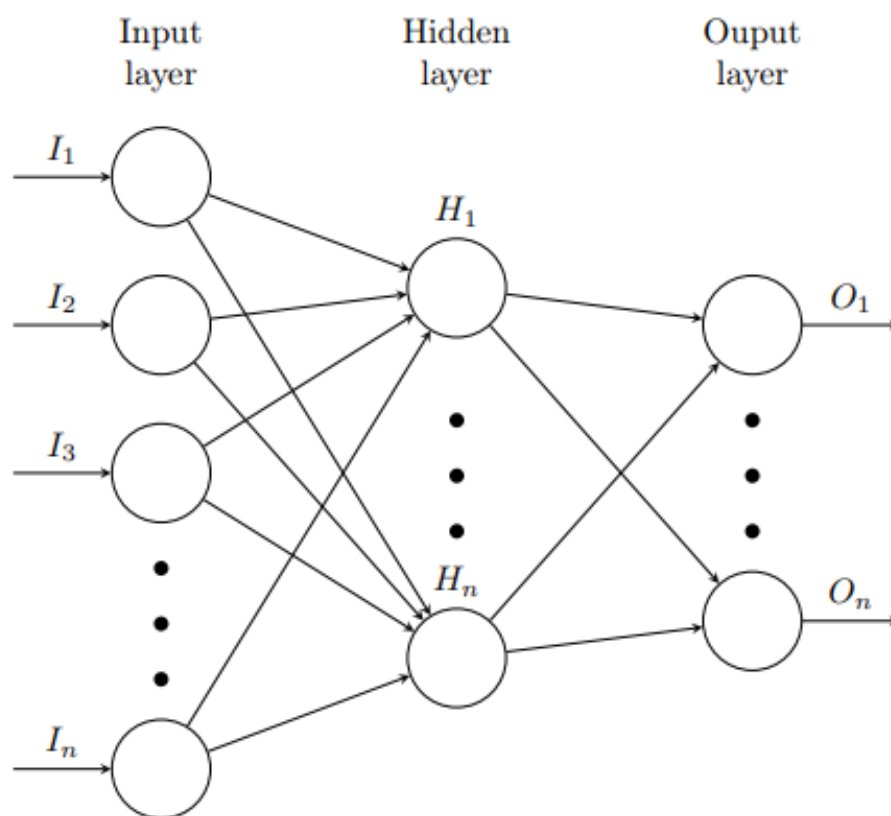 Input
layer
Hidden
layer
Ouput
layer
I₁
H₁
I₂
O₁
I₃
Hₙ
Oₙ
Iₙ